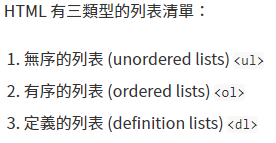 HTML 有三類型的列表清單：
1. 無序的列表 (unordered lists) <ul>
2. 有序的列表 (ordered lists) <ol>
3. 定義的列表 (definition lists) <dl>